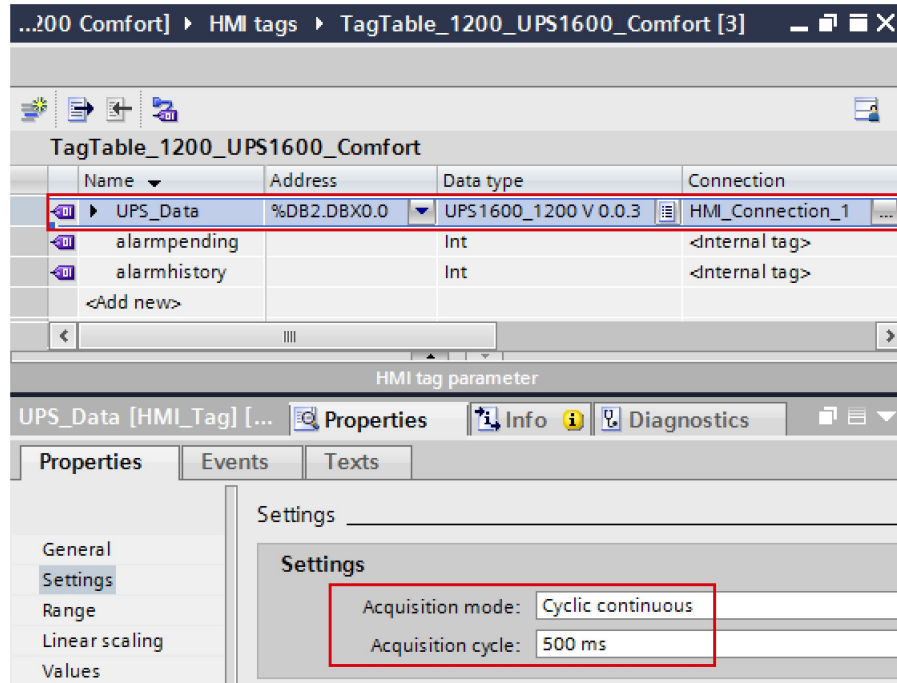 ...200 Comfort] ▸ HMI tags ▸ TagTable_1200_UPS1600_Comfort [3]
TagTable_1200_UPS1600_Comfort
Name Address Data type Connection
UPS_Data %DB2.DBX0.0 UPS1600_1200 V 0.0.3 HMI_Connection_1 ...
alarmpending Int <Internal tag>
alarmhistory Int <Internal tag>
<Add new>
HMI tag parameter
UPS_Data [HMI_Tag] [... Properties Info Diagnostics
Properties Events Texts
Settings
General
Settings
Settings
Range
Acquisition mode: Cyclic continuous
Linear scaling
Acquisition cycle: 500 ms
Values